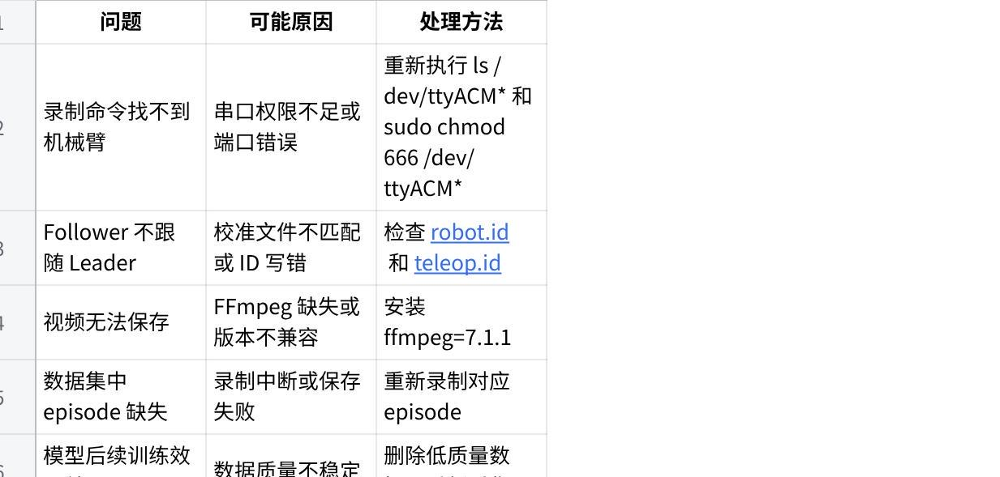 1
问题
可能原因
处理方法
2
录制命令找不到
机械臂
串口权限不足或
端口错误
重新执行 ls /
dev/ttyACM* 和
sudo chmod
666 /dev/
ttyACM*
3
Follower 不跟
随 Leader
校准文件不匹配
或 ID 写错
检查 robot.id
和 teleop.id
4
视频无法保存
FFmpeg 缺失或
版本不兼容
安装
ffmpeg=7.1.1
5
数据集中
episode 缺失
录制中断或保存
失败
重新录制对应
episode
6
模型后续训练效
数据质量不稳定
删除低质量数